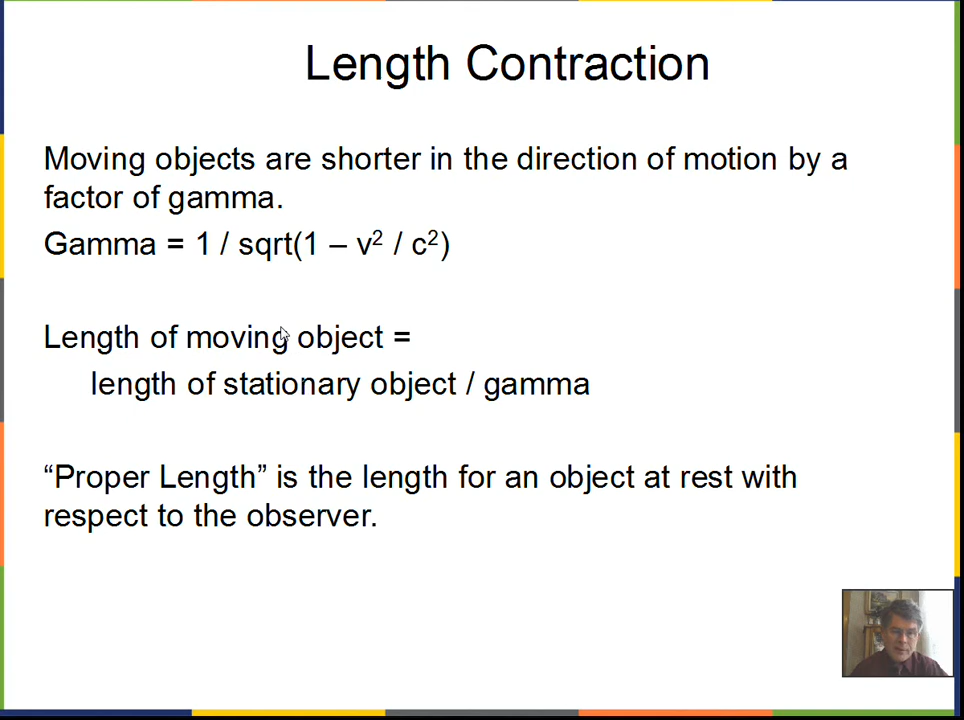 Length Contraction
Moving objects are shorter in the direction of motion by a
factor of gamma.
Gamma = 1 / sqrt(1 – v² / c²)
Length of moving object =
length of stationary object / gamma
“Proper Length” is the length for an object at rest with
respect to the observer.